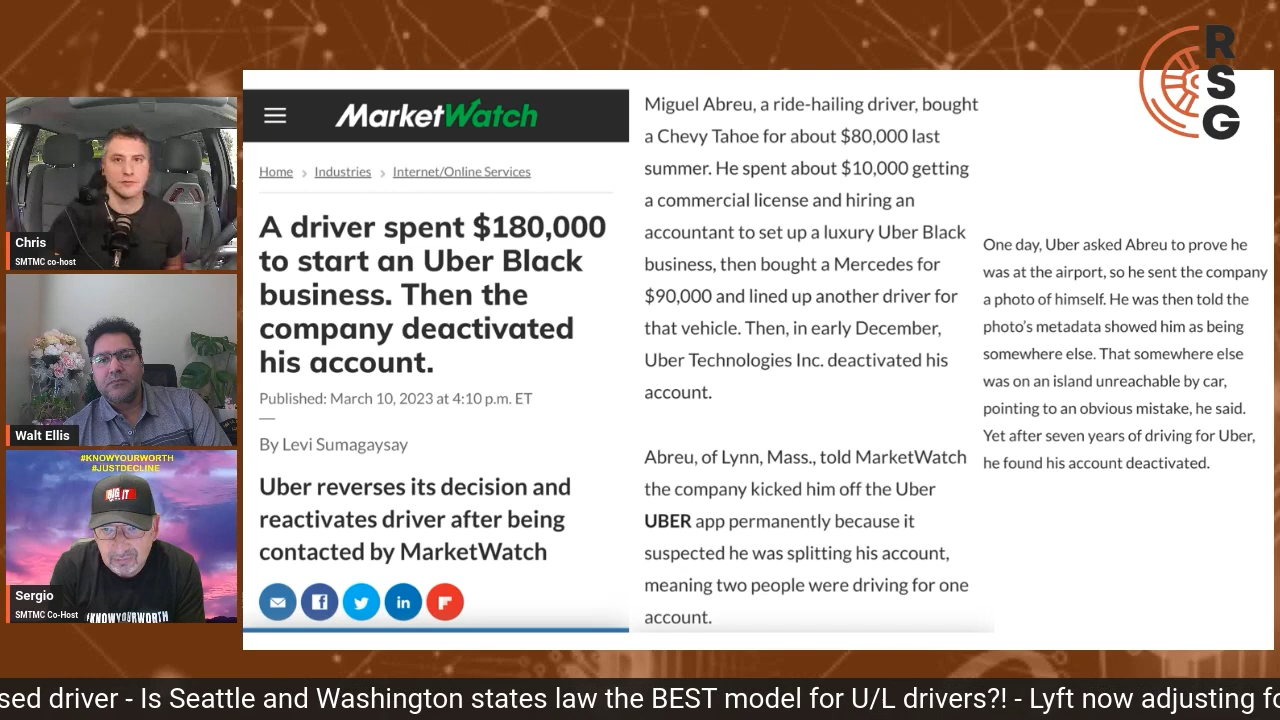 RSG
Chris
SMTMC co-host
Walt Ellis
#KNOWYOURWORTH
#JUSTDECLINE
Sergio
SMTMC Co-Host
#KNOWYOURWORTH
MarketWatch
Home › Industries › Internet/Online Services
A driver spent $180,000
to start an Uber Black
business. Then the
company deactivated
his account.
Published: March 10, 2023 at 4:10 p.m. ET
By Levi Sumagaysay
Uber reverses its decision and
reactivates driver after being
contacted by MarketWatch
Miguel Abreu, a ride-hailing driver, bought
a Chevy Tahoe for about $80,000 last
summer. He spent about $10,000 getting
a commercial license and hiring an
accountant to set up a luxury Uber Black
business, then bought a Mercedes for
$90,000 and lined up another driver for
that vehicle. Then, in early December,
Uber Technologies Inc. deactivated his
account.
Abreu, of Lynn, Mass., told MarketWatch
the company kicked him off the Uber
UBER app permanently because it
suspected he was splitting his account,
meaning two people were driving for one
account.
One day, Uber asked Abreu to prove he
was at the airport, so he sent the company
a photo of himself. He was then told the
photo's metadata showed him as being
somewhere else. That somewhere else
was on an island unreachable by car,
pointing to an obvious mistake, he said.
Yet after seven years of driving for Uber,
he found his account deactivated.
sed driver - Is Seattle and Washington states law the BEST model for U/L drivers?! - Lyft now adjusting fo